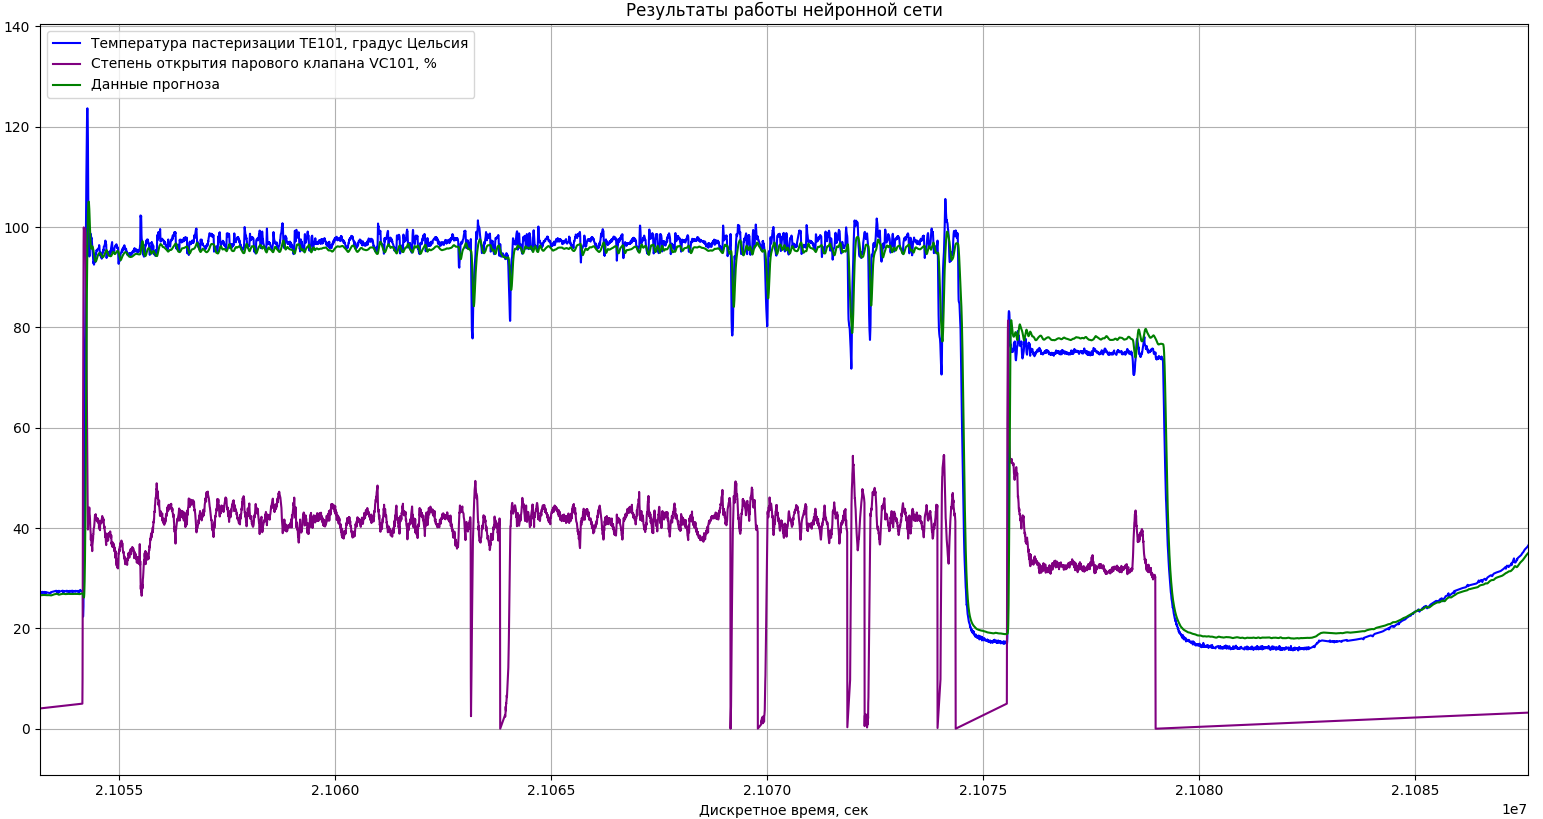 Результаты работы нейронной сети
Температура пастеризации TE101, градус Цельсия
Степень открытия парового клапана VC101, %
Данные прогноза
140
120
100
80
60
40
20
0
2.1055 2.1060 2.1065 2.1070 2.1075 2.1080 2.1085
1e7
Дискретное время, сек